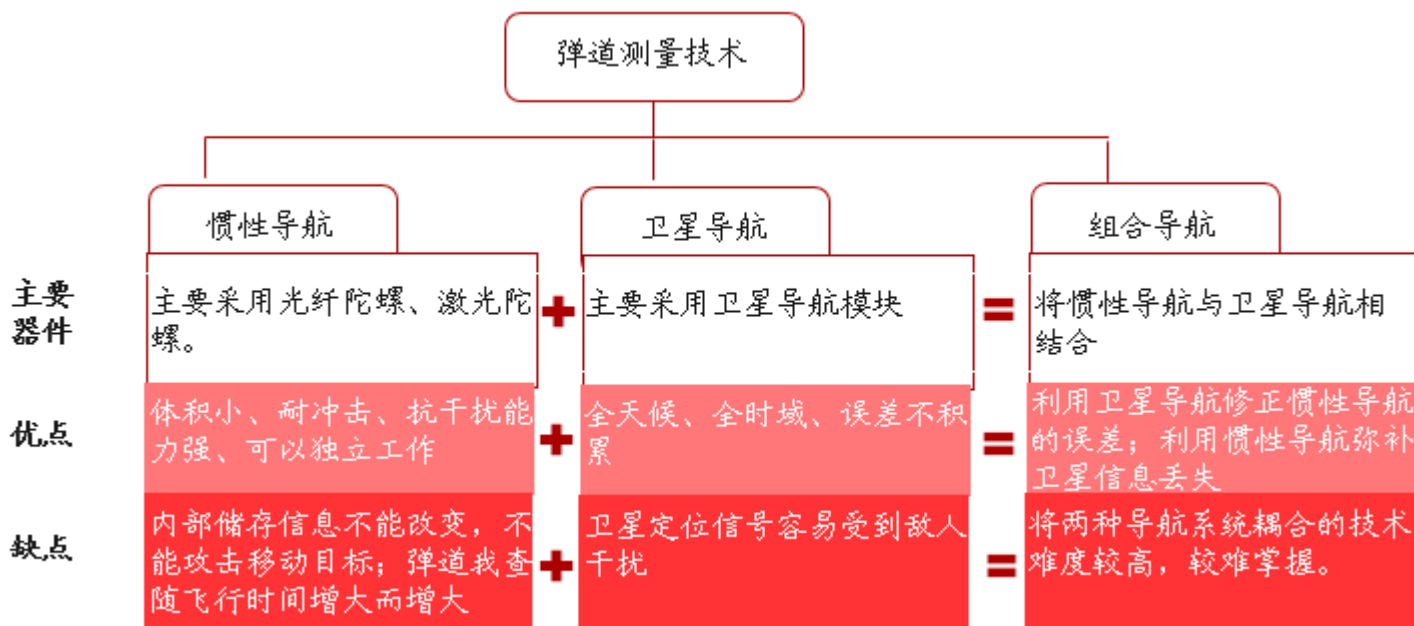 弹道测量技术
惯性导航
卫星导航
组合导航
主要
器件
主要采用光纤陀螺、激光陀
螺。
+
主要采用卫星导航模块
=
将惯性导航与卫星导航相
结合
优点
体积小、耐冲击、抗干扰能
力强、可以独立工作
+
全天候、全时域、误差不积
累
=
利用卫星导航修正惯性导航
的误差；利用惯性导航弥补
卫星信息丢失
缺点
内部储存信息不能改变，不
能攻击移动目标；弹道我查
随飞行时间增大而增大
+
卫星定位信号容易受到敌人
干扰
=
将两种导航系统耦合的技术
难度较高，较难掌握。